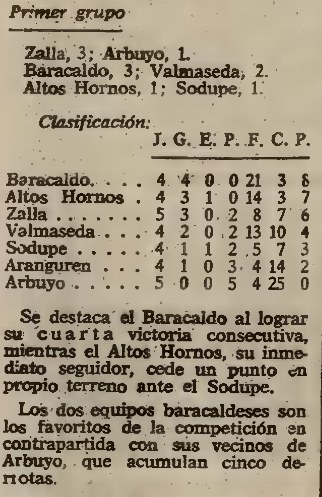 Primer grupo
Zalla, 3; Arbuyo, 1.
Baracaldo, 3; Valmaseda, 2.
Altos Hornos, 1; Sodupe, 1.
Clasificación:
J. G. E. P. F. C. P.
Baracaldo. . . . 4 4 0 0 21 3 8
Altos Hornos . 4 3 1 0 14 3 7
Zalla . . . . . . . 5 3 0 2 8 7 6
Valmaseda . . . 4 2 0 2 13 10 4
Sodupe . . . . . 4 1 1 2 5 7 3
Aranguren . . . 4 1 0 3 4 14 2
Arbuyo . . . . . 5 0 0 5 4 25 0
Se destaca el Baracaldo al lograr
su cuarta victoria consecutiva,
mientras el Altos Hornos, su inme-
diato seguidor, cede un punto en
propio terreno ante el Sodupe.
Los dos equipos baracaldeses son
los favoritos de la competición en
contrapartida con sus vecinos de
Arbuyo, que acumulan cinco de-
rrotas.